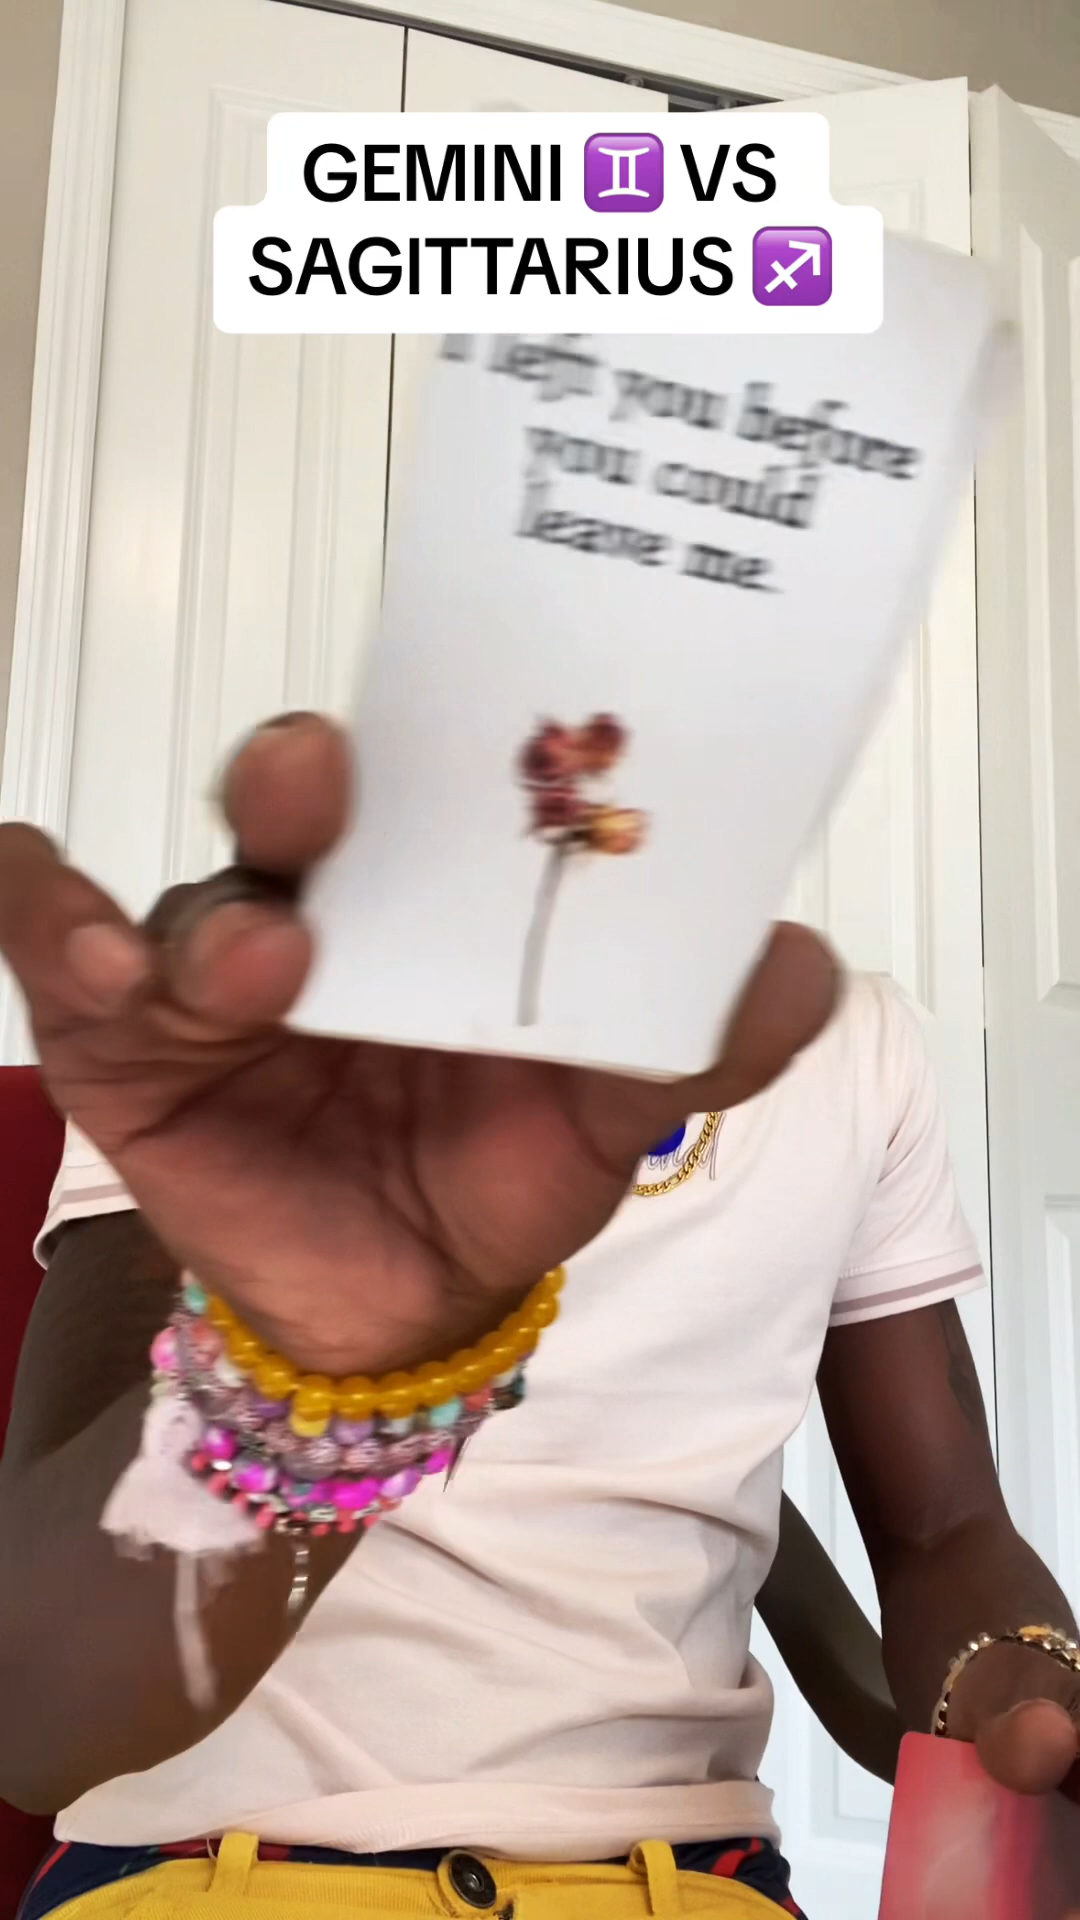 GEMINI ♊ VS
SAGITTARIUS ♐
I left you before
you could
leave me.